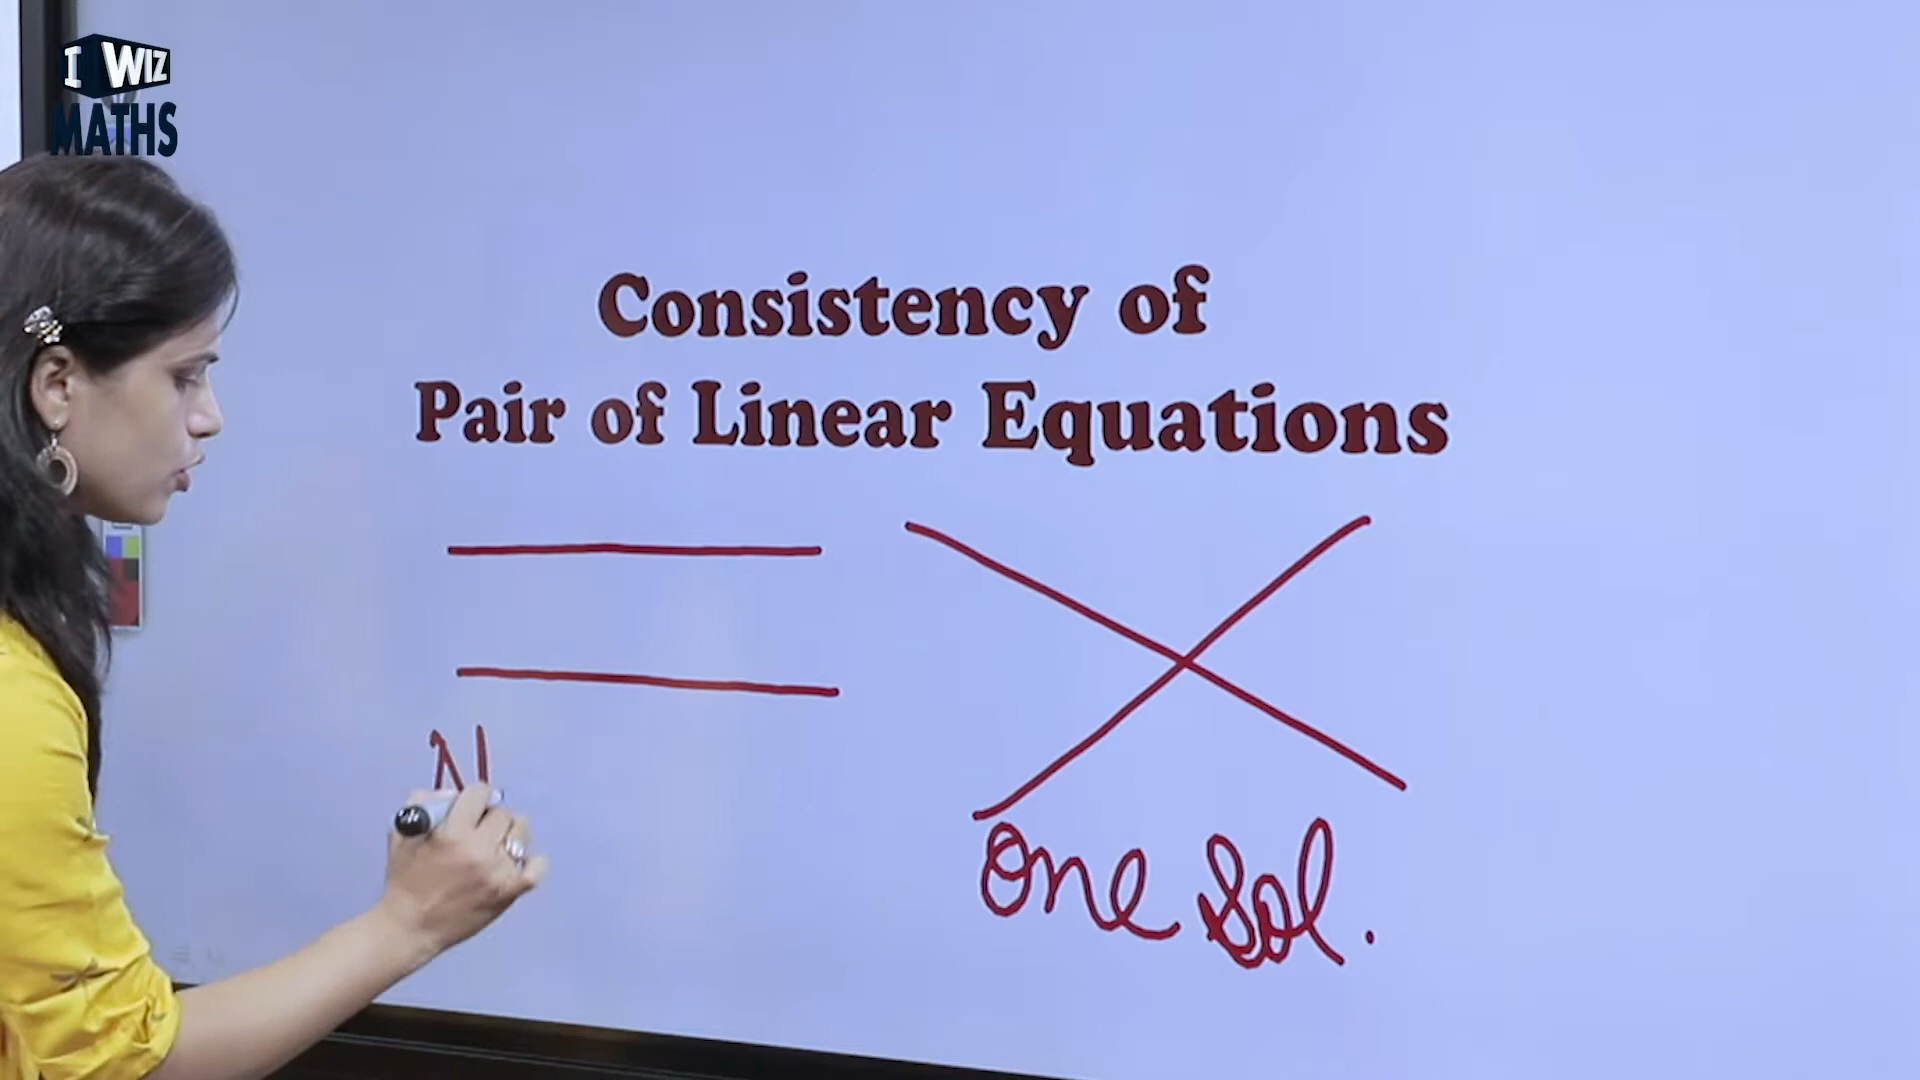 I WIZ
MATHS
Consistency of
Pair of Linear Equations
N
One Sol.